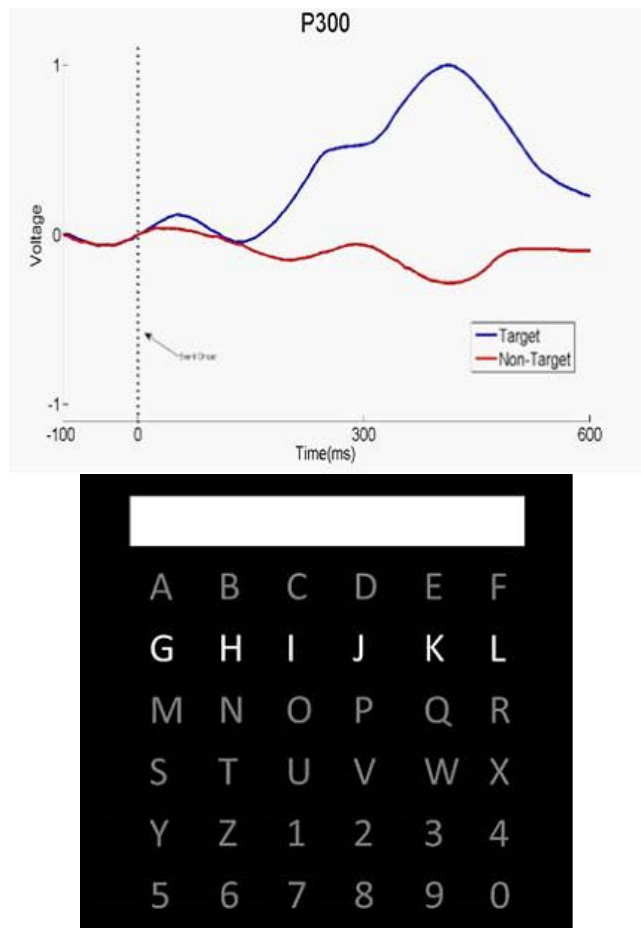 P300
1
0
-1
Voltage
Target
Non-Target
-100 0 300 600
Time(ms)
A B C D E F
G H I J K L
M N O P Q R
S T U V W X
Y Z 1 2 3 4
5 6 7 8 9 0